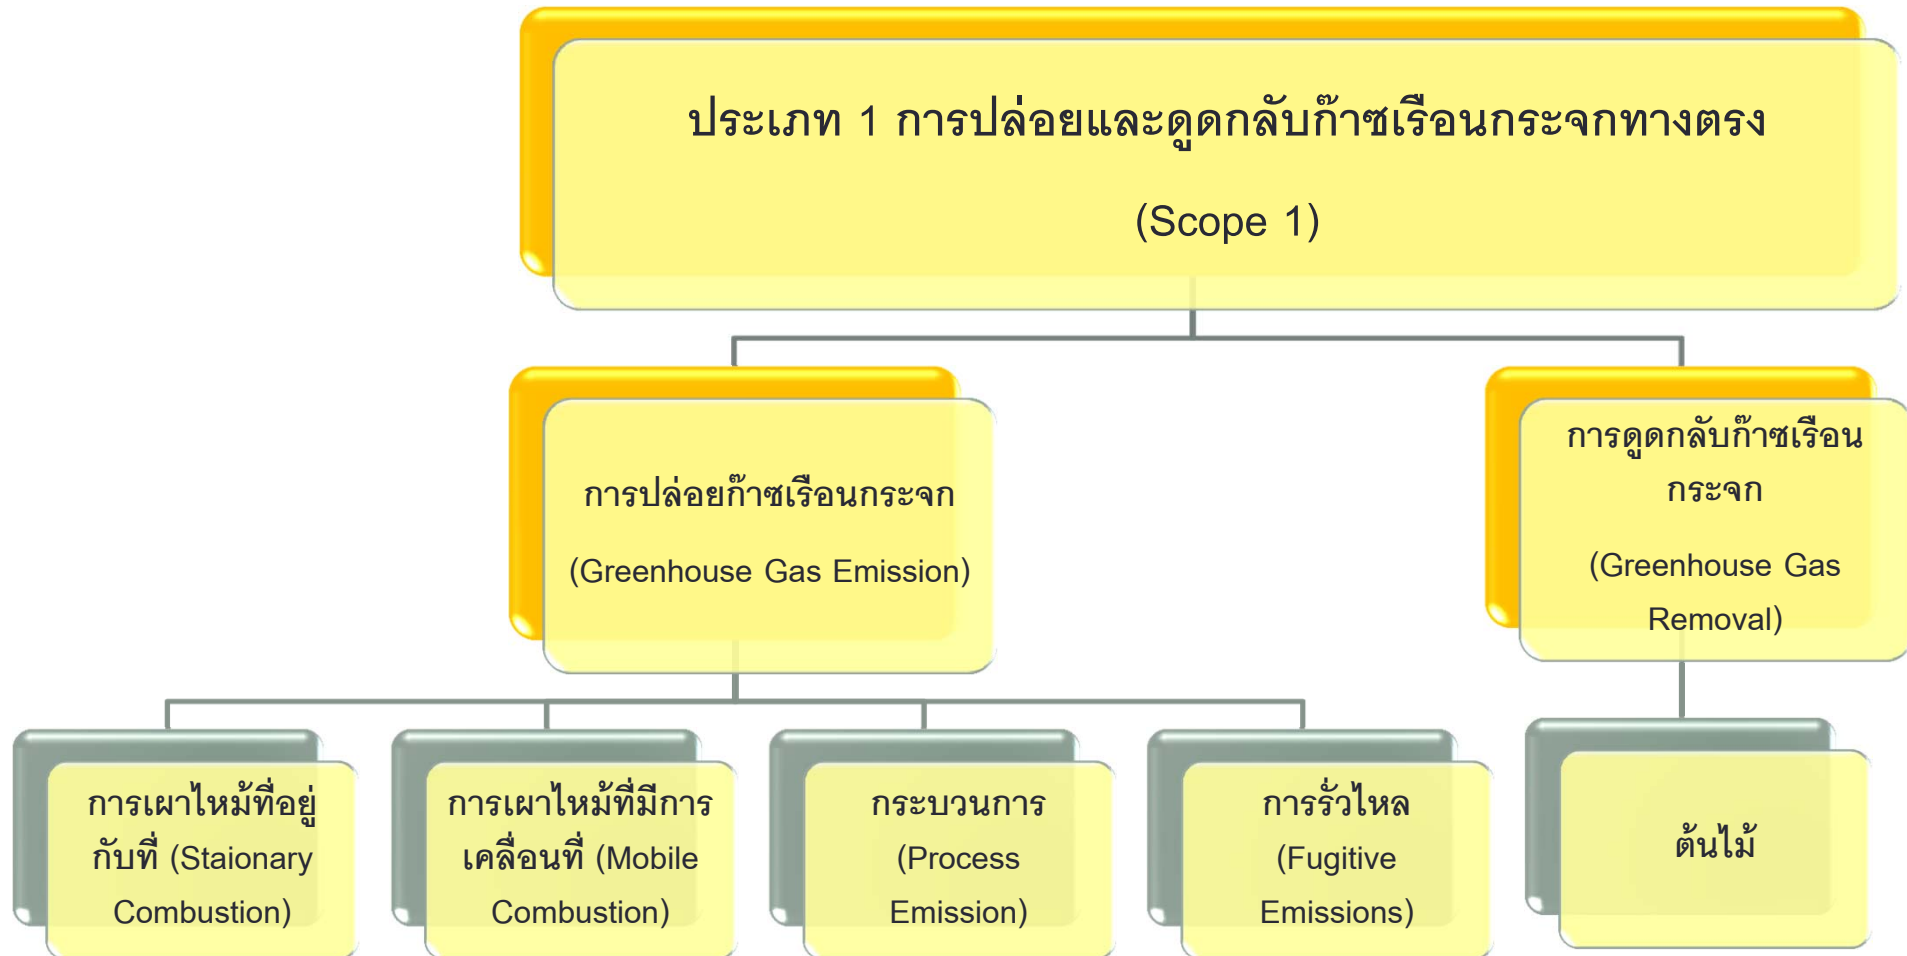 ประเภท 1 การปล่อยและดูดกลับก๊าซเรือนกระจกทางตรง
(Scope 1)
การปล่อยก๊าซเรือนกระจก
(Greenhouse Gas Emission)
การดูดกลับก๊าซเรือน
กระจก
(Greenhouse Gas
Removal)
การเผาไหม้ที่อยู่
กับที่ (Staionary
Combustion)
การเผาไหม้ที่มีการ
เคลื่อนที่ (Mobile
Combustion)
กระบวนการ
(Process
Emission)
การรั่วไหล
(Fugitive
Emissions)
ต้นไม้